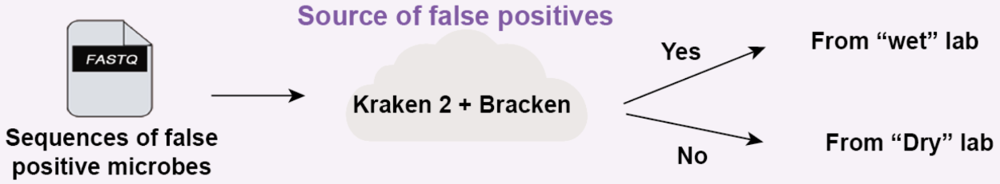 Source of false positives
FASTQ
Sequences of false
positive microbes
Kraken 2 + Bracken
Yes
From “wet” lab
No
From “Dry” lab